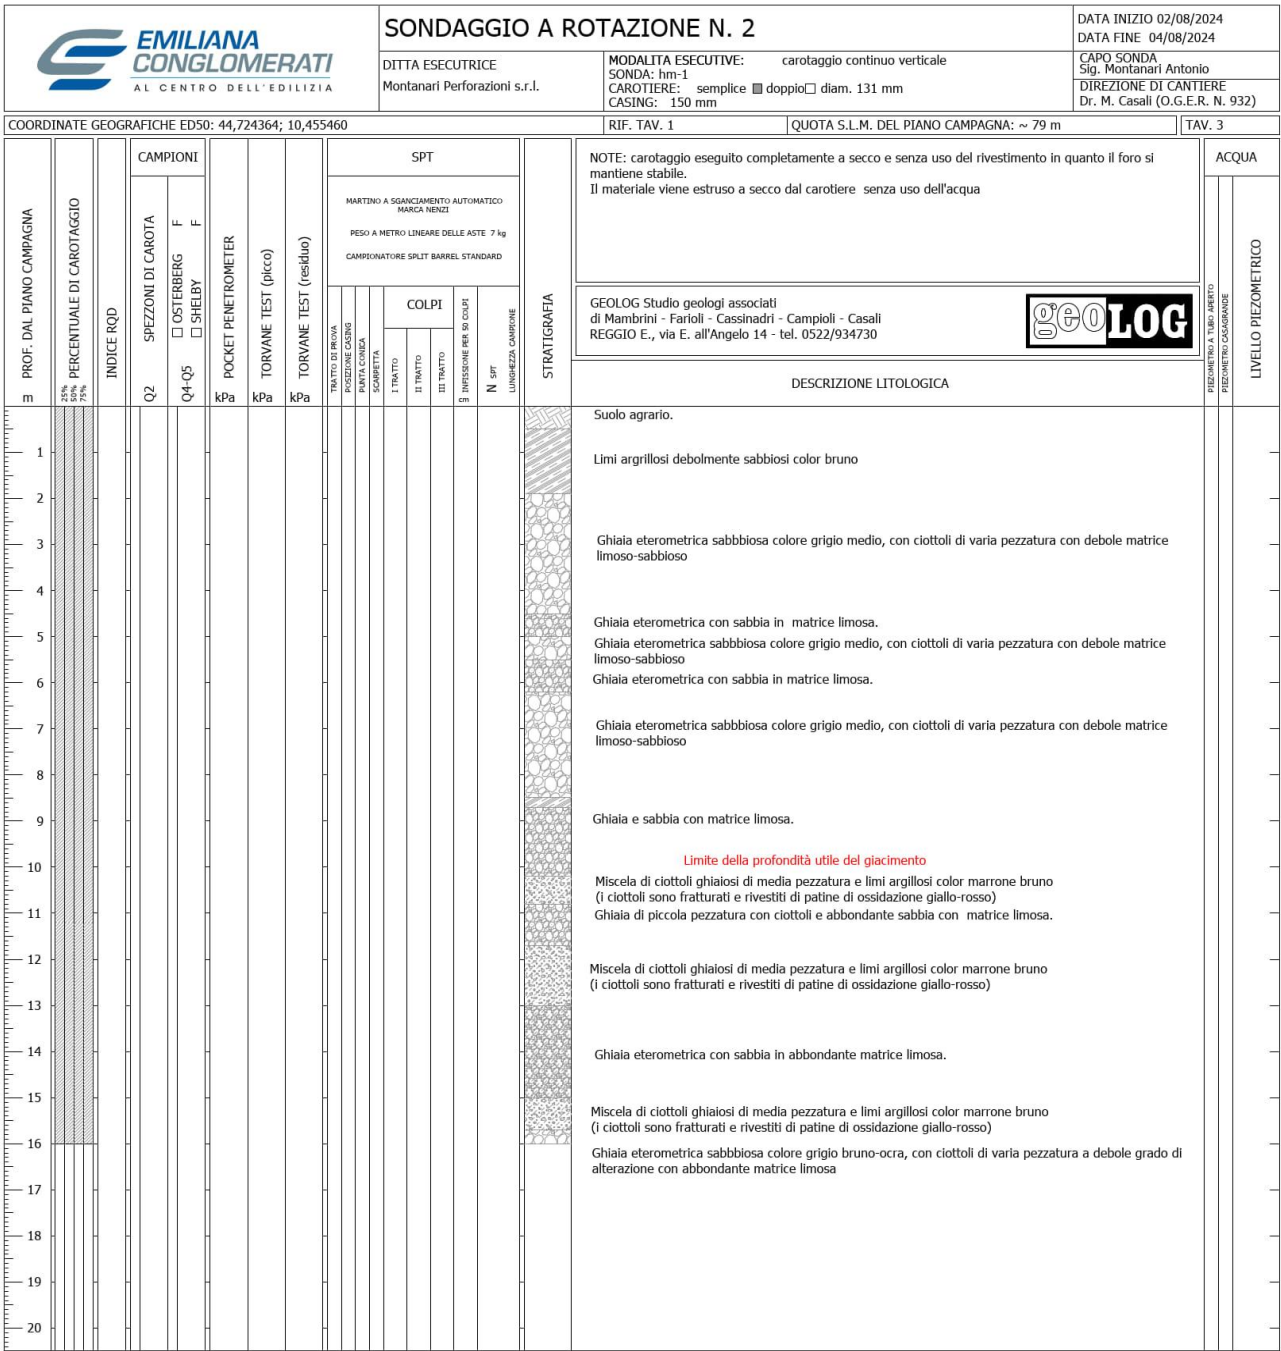 EMILIANA
CONGLOMERATI
AL CENTRO DELL'EDILIZIA
SONDAGGIO A ROTAZIONE N. 2
DATA INIZIO 02/08/2024
DATA FINE 04/08/2024
DITTA ESECUTRICE
Montanari Perforazioni s.r.l.
MODALITA ESECUTIVE: carotaggio continuo verticale
SONDA: hm-1
CAROTIERE: semplice doppio diam. 131 mm
CASING: 150 mm
CAPO SONDA
Sig. Montanari Antonio
DIREZIONE DI CANTIERE
Dr. M. Casali (O.G.E.R. N. 932)
COORDINATE GEOGRAFICHE ED50: 44,724364; 10,455460
RIF. TAV. 1
QUOTA S.L.M. DEL PIANO CAMPAGNA: ~ 79 m
TAV. 3
PROF. DAL PIANO CAMPAGNA
m
PERCENTUALE DI CAROTAGGIO
25%
50%
75%
INDICE RQD
CAMPIONI
SPEZZONI DI CAROTA
Q2
OSTERBERG F
SHELBY F
Q4-Q5
POCKET PENETROMETER
kPa
TORVANE TEST (picco)
kPa
TORVANE TEST (residuo)
kPa
SPT
MARTINO A SGANCIAMENTO AUTOMATICO
MARCA NENZI
PESO A METRO LINEARE DELLE ASTE 7 kg
CAMPIONATORE SPLIT BARREL STANDARD
TRATTO DI PROVA
POSIZIONE CASING
PUNTA CONICA
SCARPETTA
COLPI
I TRATTO
II TRATTO
III TRATTO
cm INFISSIONE PER 50 COLPI
N SPT
LUNGHEZZA CAMPIONE
STRATIGRAFIA
NOTE: carotaggio eseguito completamente a secco e senza uso del rivestimento in quanto il foro si
mantiene stabile.
Il materiale viene estruso a secco dal carotiere senza uso dell'acqua
GEOLOG Studio geologi associati
di Mambrini - Farioli - Cassinadri - Campioli - Casali
REGGIO E., via E. all'Angelo 14 - tel. 0522/934730
geoLOG
DESCRIZIONE LITOLOGICA
ACQUA
PIEZOMETRO A TUBO APERTO
PIEZOMETRO CASAGRANDE
LIVELLO PIEZOMETRICO
Suolo agrario.
1
Limi argrillosi debolmente sabbiosi color bruno
2
3
Ghiaia eterometrica sabbbiosa colore grigio medio, con ciottoli di varia pezzatura con debole matrice
limoso-sabbioso
4
Ghiaia eterometrica con sabbia in matrice limosa.
5
Ghiaia eterometrica sabbbiosa colore grigio medio, con ciottoli di varia pezzatura con debole matrice
limoso-sabbioso
6
Ghiaia eterometrica con sabbia in matrice limosa.
7
Ghiaia eterometrica sabbbiosa colore grigio medio, con ciottoli di varia pezzatura con debole matrice
limoso-sabbioso
8
9
Ghiaia e sabbia con matrice limosa.
Limite della profondità utile del giacimento
10
Miscela di ciottoli ghiaiosi di media pezzatura e limi argillosi color marrone bruno
(i ciottoli sono fratturati e rivestiti di patine di ossidazione giallo-rosso)
11
Ghiaia di piccola pezzatura con ciottoli e abbondante sabbia con matrice limosa.
12
Miscela di ciottoli ghiaiosi di media pezzatura e limi argillosi color marrone bruno
(i ciottoli sono fratturati e rivestiti di patine di ossidazione giallo-rosso)
13
14
Ghiaia eterometrica con sabbia in abbondante matrice limosa.
15
Miscela di ciottoli ghiaiosi di media pezzatura e limi argillosi color marrone bruno
(i ciottoli sono fratturati e rivestiti di patine di ossidazione giallo-rosso)
16
Ghiaia eterometrica sabbbiosa colore grigio bruno-ocra, con ciottoli di varia pezzatura a debole grado di
alterazione con abbondante matrice limosa
17
18
19
20